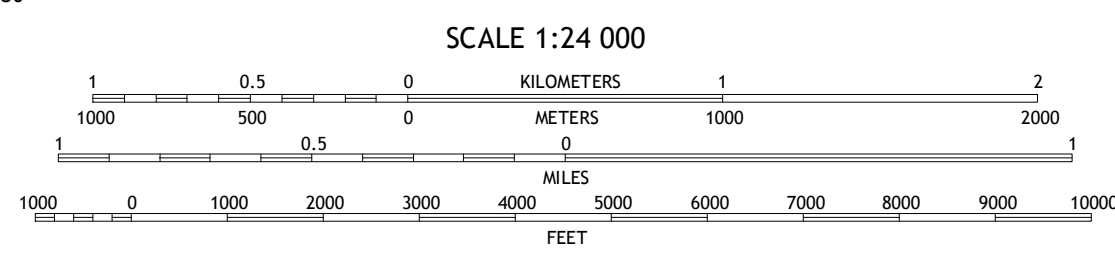 SCALE 1:24 000
1 0.5 0 KILOMETERS 1 2
1000 500 0 METERS 1000 2000
1 0.5 0 1
MILES
1000 0 1000 2000 3000 4000 5000 6000 7000 8000 9000 10000
FEET